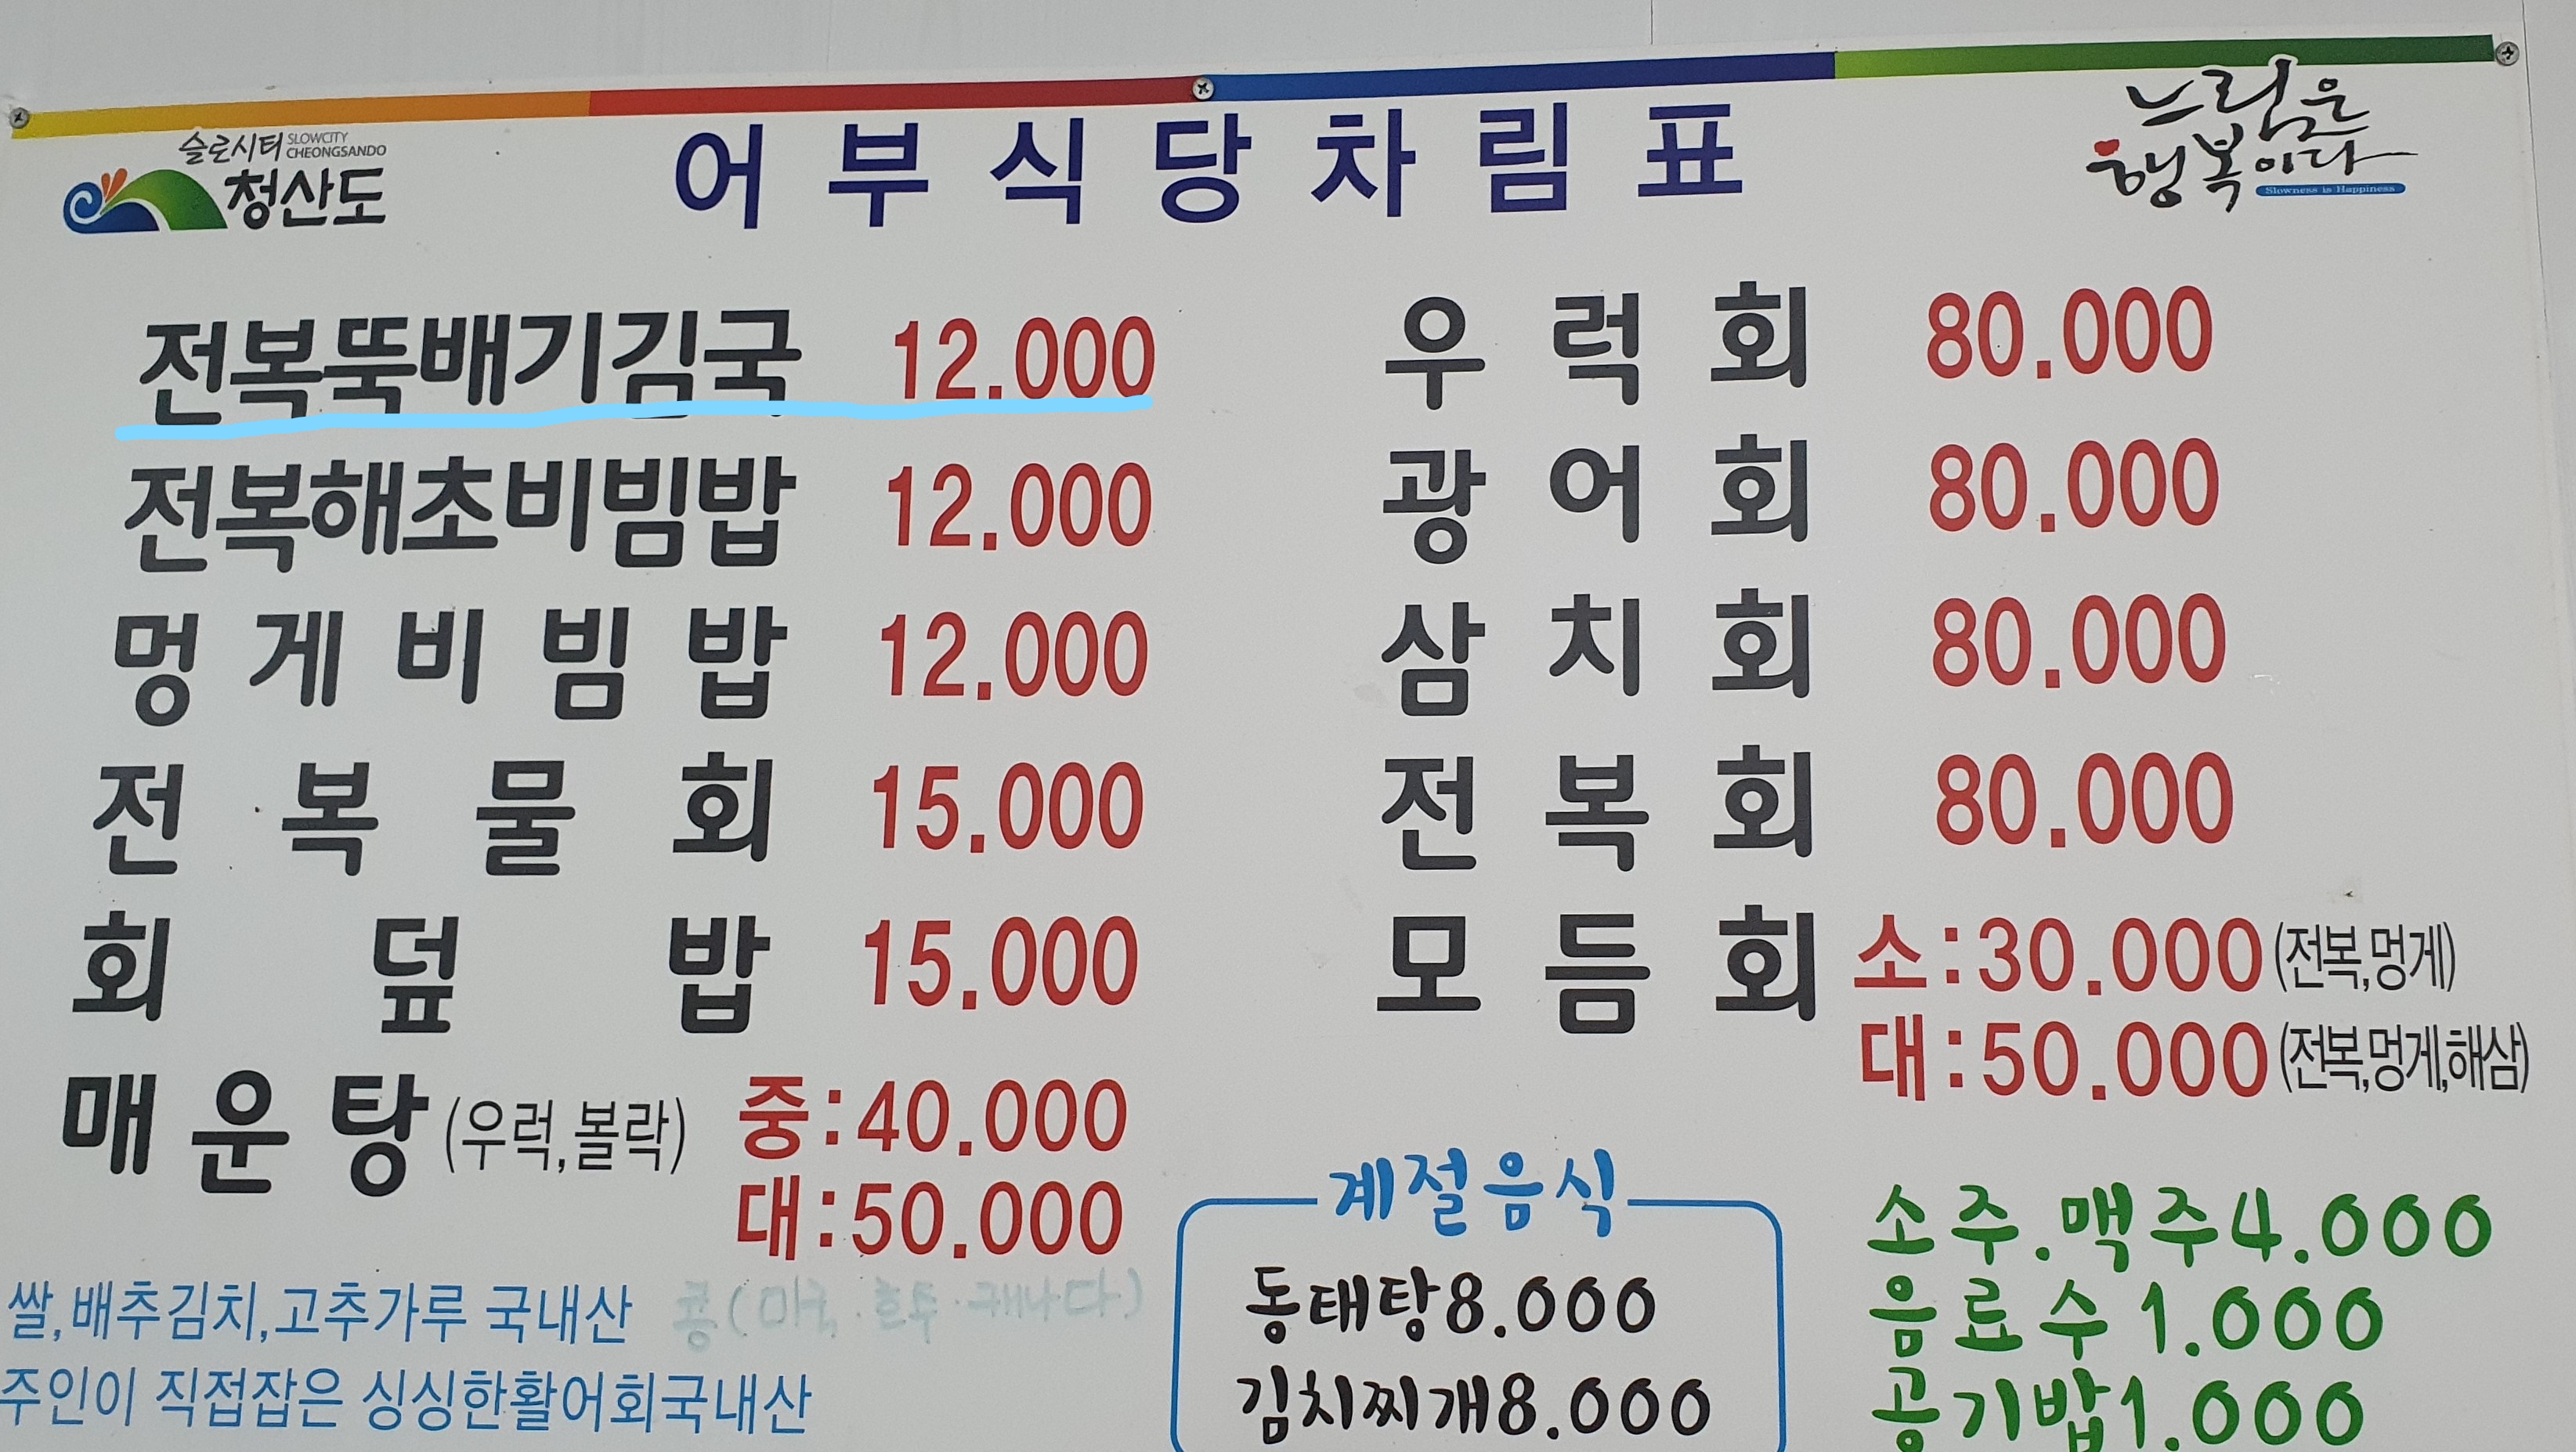 슬로시티 SLOWCITY CHEONGSANDO
청산도
어부식당차림표
느림은
행복이다
Slowness is Happiness
전복뚝배기김국 12.000
전복해초비빔밥 12.000
멍게비빔밥 12.000
전복물회 15.000
회덮밥 15.000
매운탕(우럭,볼락) 중:40.000
대:50.000
쌀,배추김치,고추가루 국내산 콩(미국.호주.캐나다)
주인이 직접잡은 싱싱한활어회국내산
우럭회 80.000
광어회 80.000
삼치회 80.000
전복회 80.000
모듬회 소:30.000(전복,멍게)
대:50.000(전복,멍게,해삼)
계절음식
동태탕8.000
김치찌개8.000
소주.맥주4.000
음료수1.000
공기밥1.000